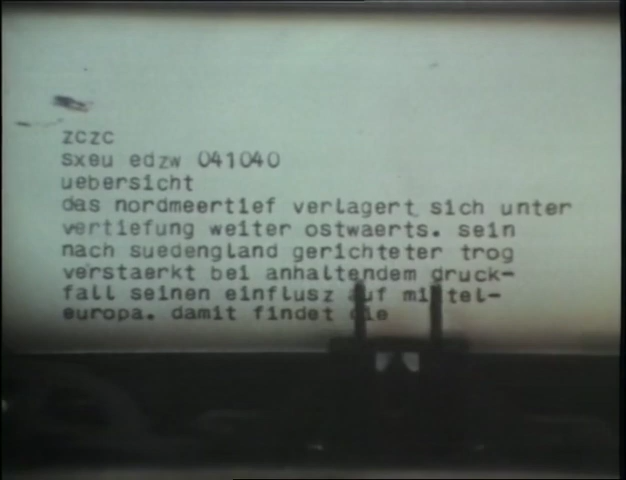 zczc
sxeu edzw 041040
uebersicht
das nordmeertief verlagert sich unter
vertiefung weiter ostwaerts. sein
nach suedengland gerichteter trog
verstaerkt bei anhaltendem druck-
fall seinen einflusz auf mittel-
europa. damit findet die